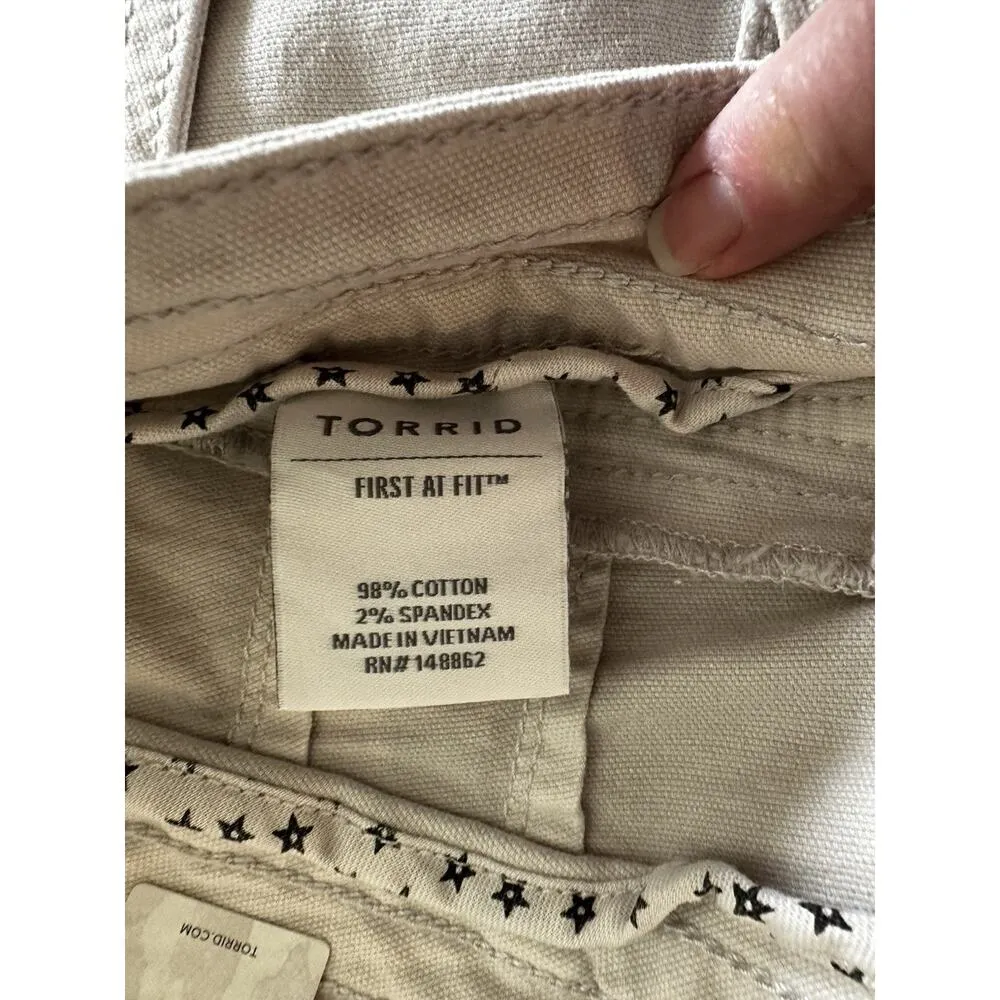 TORRID
FIRST AT FIT™
98% COTTON
2% SPANDEX
MADE IN VIETNAM
RN# 148862
TORRID.COM